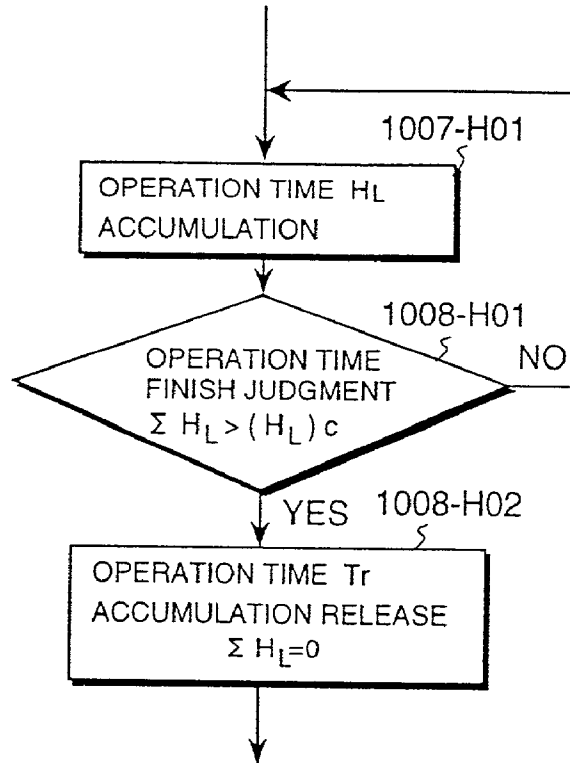 1007-H01
OPERATION TIME HL
ACCUMULATION
1008-H01
OPERATION TIME
FINISH JUDGMENT
Σ HL > (HL) c
NO
YES
1008-H02
OPERATION TIME Tr
ACCUMULATION RELEASE
Σ HL=0